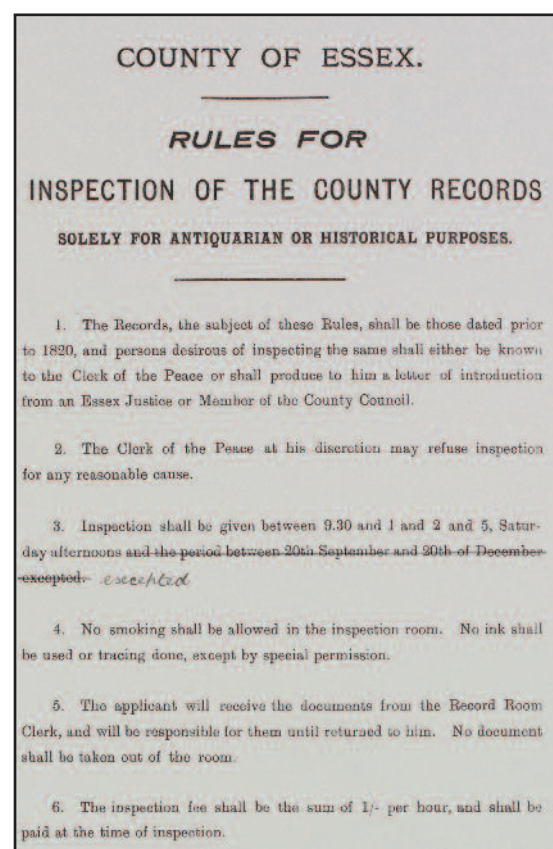 COUNTY OF ESSEX.
RULES FOR
INSPECTION OF THE COUNTY RECORDS
SOLELY FOR ANTIQUARIAN OR HISTORICAL PURPOSES.
1. The Records, the subject of these Rules, shall be those dated prior
to 1820, and persons desirous of inspecting the same shall either be known
to the Clerk of the Peace or shall produce to him a letter of introduction
from an Essex Justice or Member of the County Council.
2. The Clerk of the Peace at his discretion may refuse inspection
for any reasonable cause.
3. Inspection shall be given between 9.30 and 1 and 2 and 5, Satur-
day afternoons and the period between 20th September and 20th of December
excepted. excepted
4. No smoking shall be allowed in the inspection room. No ink shall
be used or tracing done, except by special permission.
5. The applicant will receive the documents from the Record Room
Clerk, and will be responsible for them until returned to him. No document
shall be taken out of the room.
6. The inspection fee shall be the sum of 1/- per hour, and shall be
paid at the time of inspection.